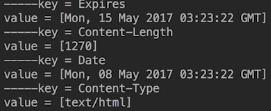 -----key = Expires
value = [Mon, 15 May 2017 03:23:22 GMT]
-----key = Content-Length
value = [1270]
-----key = Date
value = [Mon, 08 May 2017 03:23:22 GMT]
-----key = Content-Type
value = [text/html]